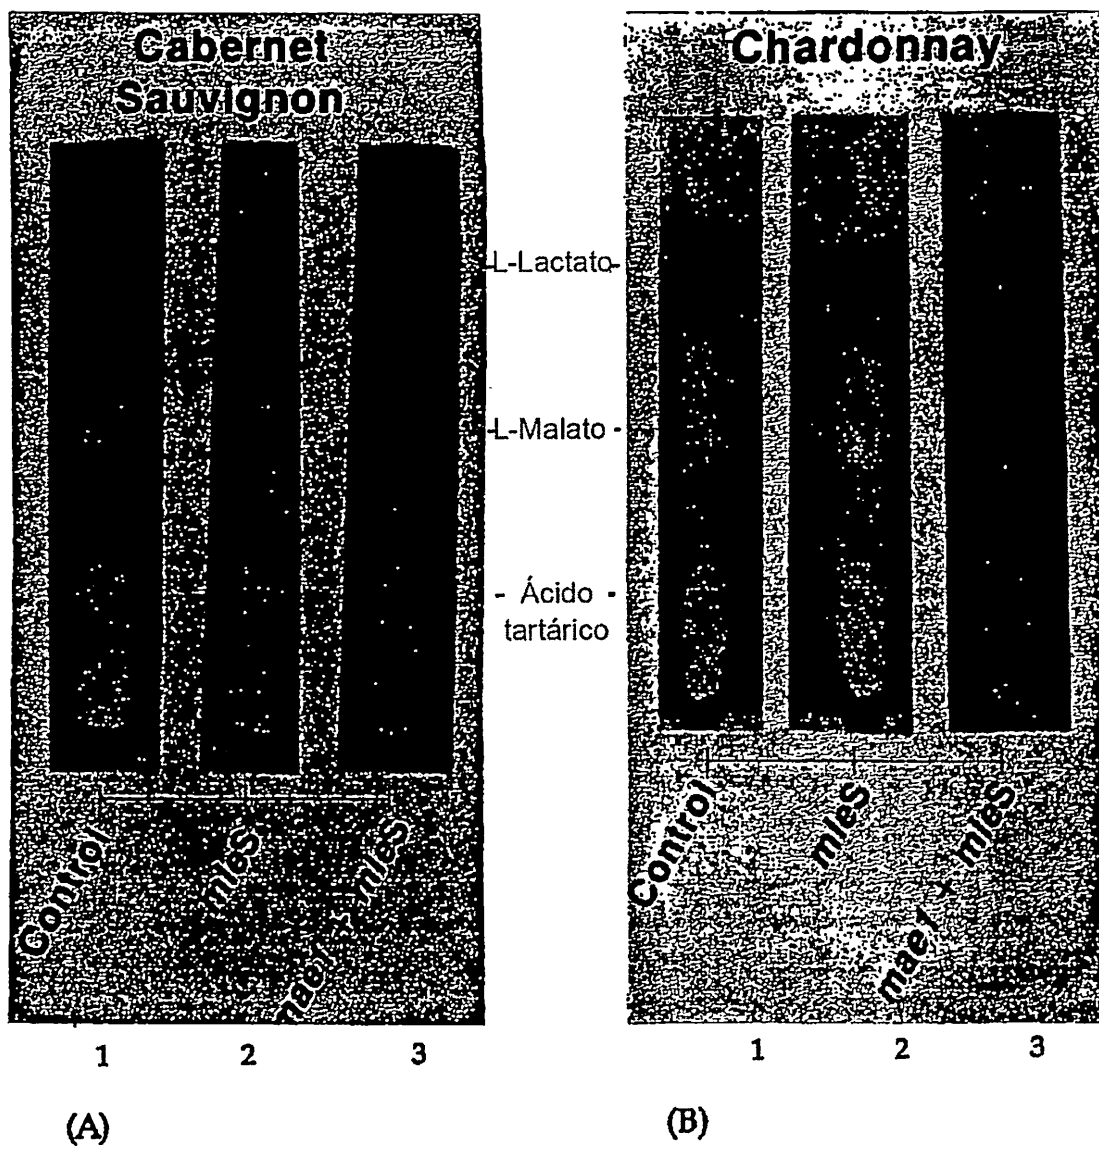 Cabernet
Sauvignon
Chardonnay
-L-Lactato-
-L-Malato -
- Ácido -
tartárico
Control
mleS
mae1 + mleS
Control
mleS
mae1 + mleS
1
2
3
1
2
3
(A)
(B)